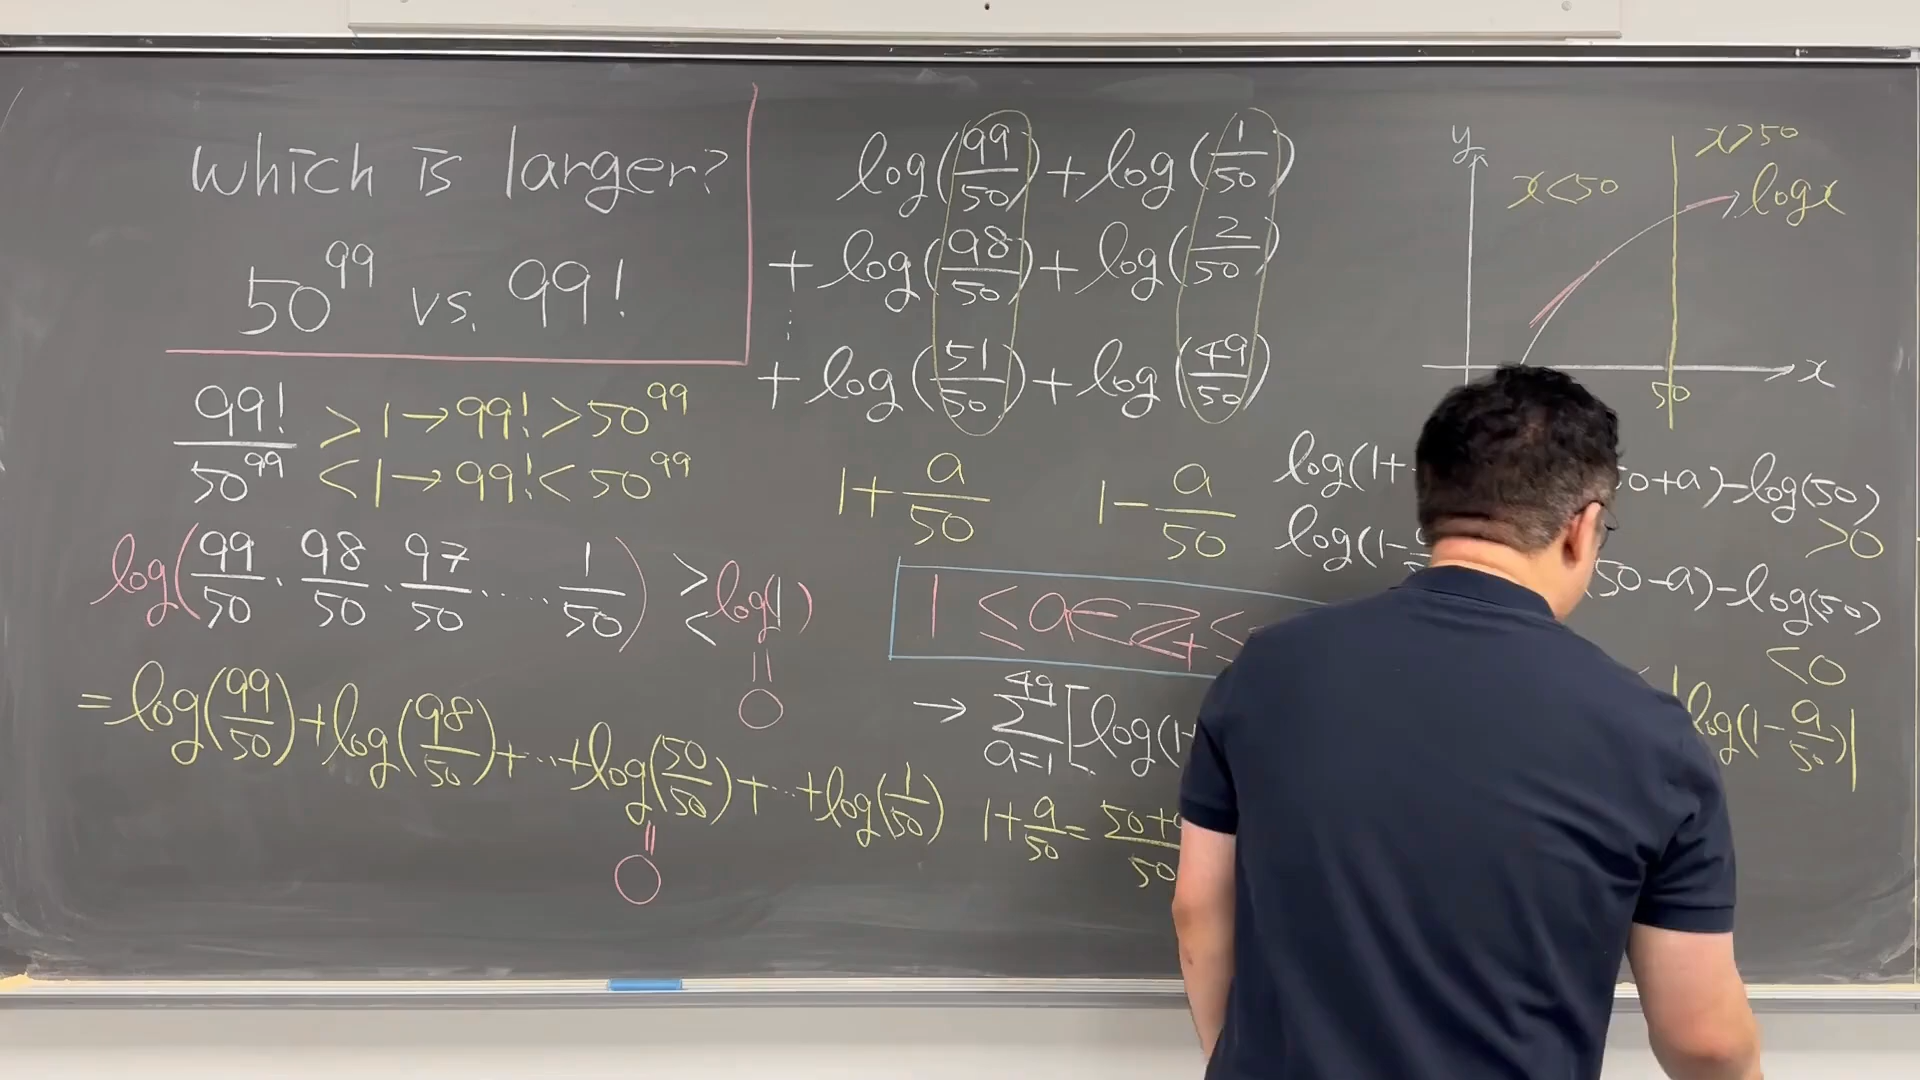 which is larger?
50^99 vs. 99!
99!/50^99 > 1 → 99! > 50^99
< 1 → 99! < 50^99
log(99/50 · 98/50 · 97/50 · ..... 1/50) > < log(1)
=
0
= log(99/50) + log(98/50) + ... + log(50/50) + ... + log(1/50)
=
0
log(99/50) + log(1/50)
+ log(98/50) + log(2/50)
⋮
+ log(51/50) + log(49/50)
1 + a/50
1 - a/50
1 ≤ a ∈ Z+ ≤
→ 49 Σ a=1 [log(1
1 + a/50 = 50+a/50
y
x<50
x>50
log x
x
50
log(1+
0+a) - log(50)
>0
log(1-
(50-a) - log(50)
<0
|log(1 - a/50)|